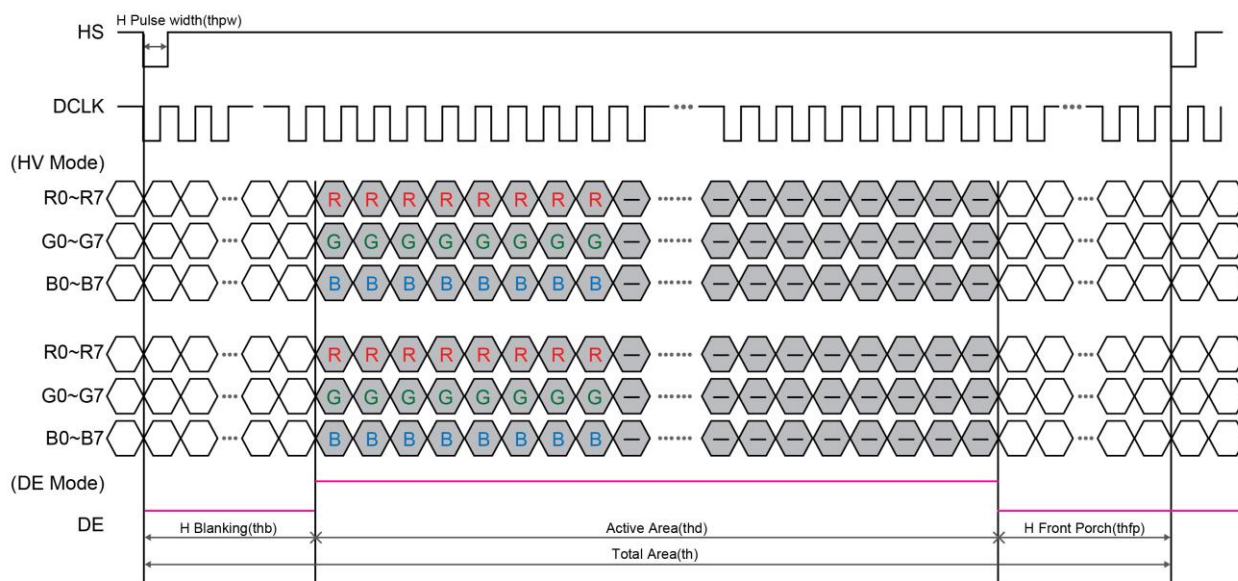 H Pulse width(thpw)
HS
DCLK
(HV Mode)
R0~R7 R R R R R R R R
G0~G7 G G G G G G G G
B0~B7 B B B B B B B B
R0~R7 R R R R R R R R
G0~G7 G G G G G G G G
B0~B7 B B B B B B B B
(DE Mode)
DE
H Blanking(thb) Active Area(thd) H Front Porch(thfp)
Total Area(th)